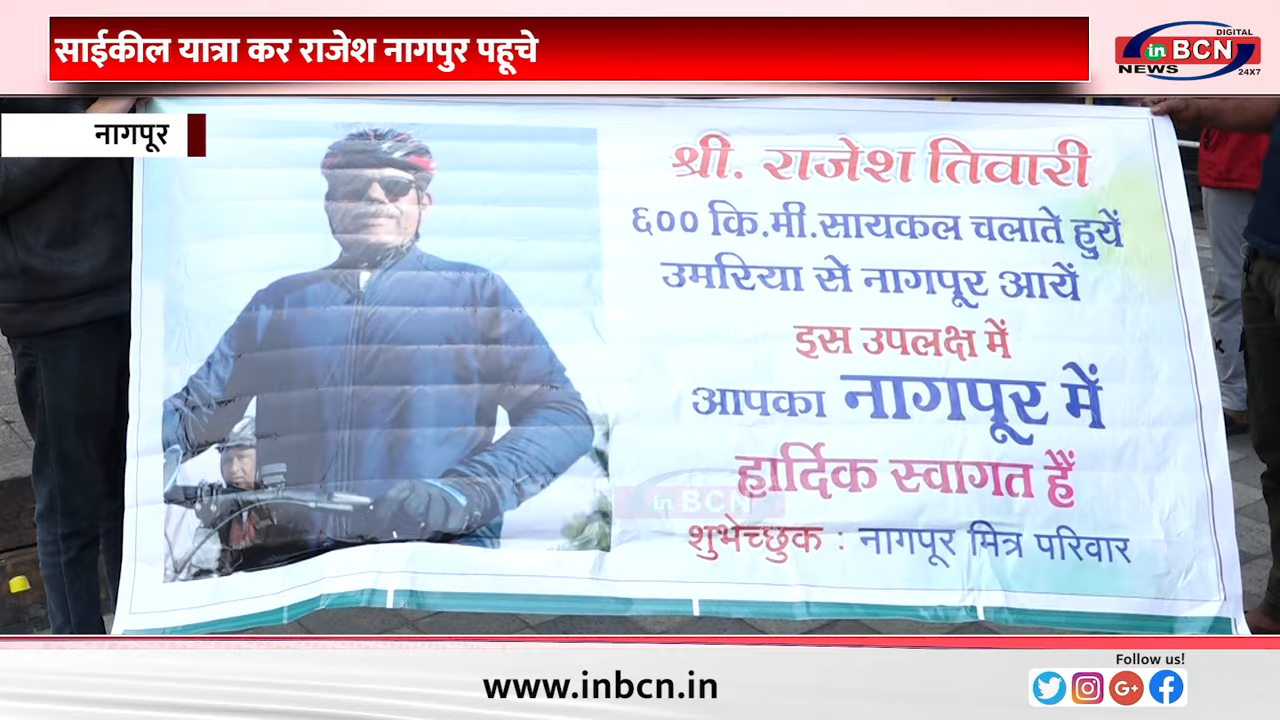 साईकील यात्रा कर राजेश नागपुर पहूचे
DIGITAL
in BCN
NEWS 24X7
नागपूर
श्री. राजेश तिवारी
६०० कि.मी.सायकल चलाते हुयें
उमरिया से नागपूर आयें
इस उपलक्ष में
आपका नागपूर में
हार्दिक स्वागत हैं
in BCN
शुभेच्छुक : नागपूर मित्र परिवार
Follow us!
www.inbcn.in